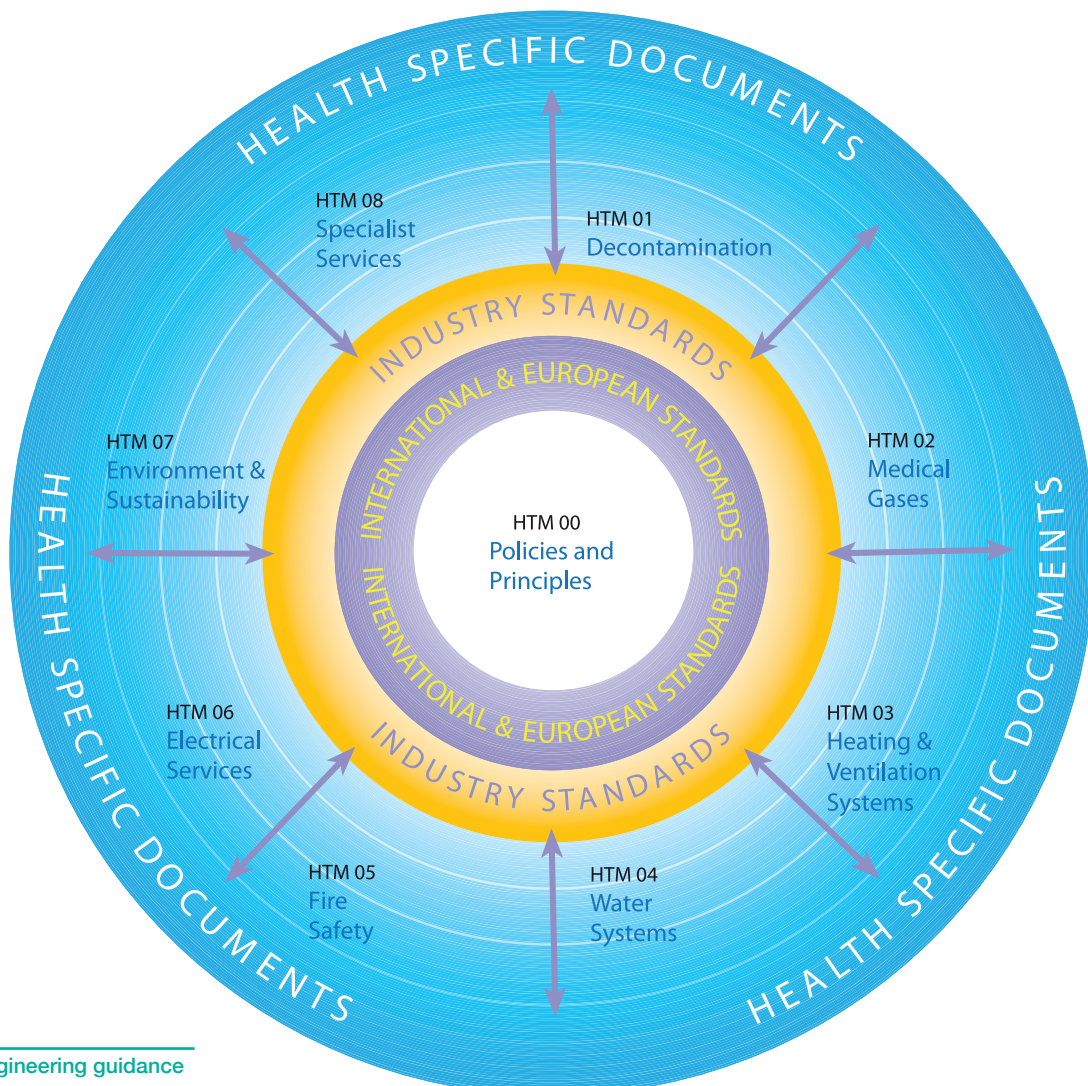 HEALTH SPECIFIC DOCUMENTS
HTM 08
Specialist
Services
HTM 01
Decontamination
INDUSTRY STANDARDS
INTERNATIONAL & EUROPEAN STANDARDS
HTM 07
Environment &
Sustainability
HTM 02
Medical
Gases
HTM 00
Policies and
Principles
HEALTH SPECIFIC DOCUMENTS
HEALTH SPECIFIC DOCUMENTS
INTERNATIONAL & EUROPEAN STANDARDS
INDUSTRY STANDARDS
HTM 06
Electrical
Services
HTM 03
Heating &
Ventilation
Systems
HTM 05
Fire
Safety
HTM 04
Water
Systems
gineering guidance